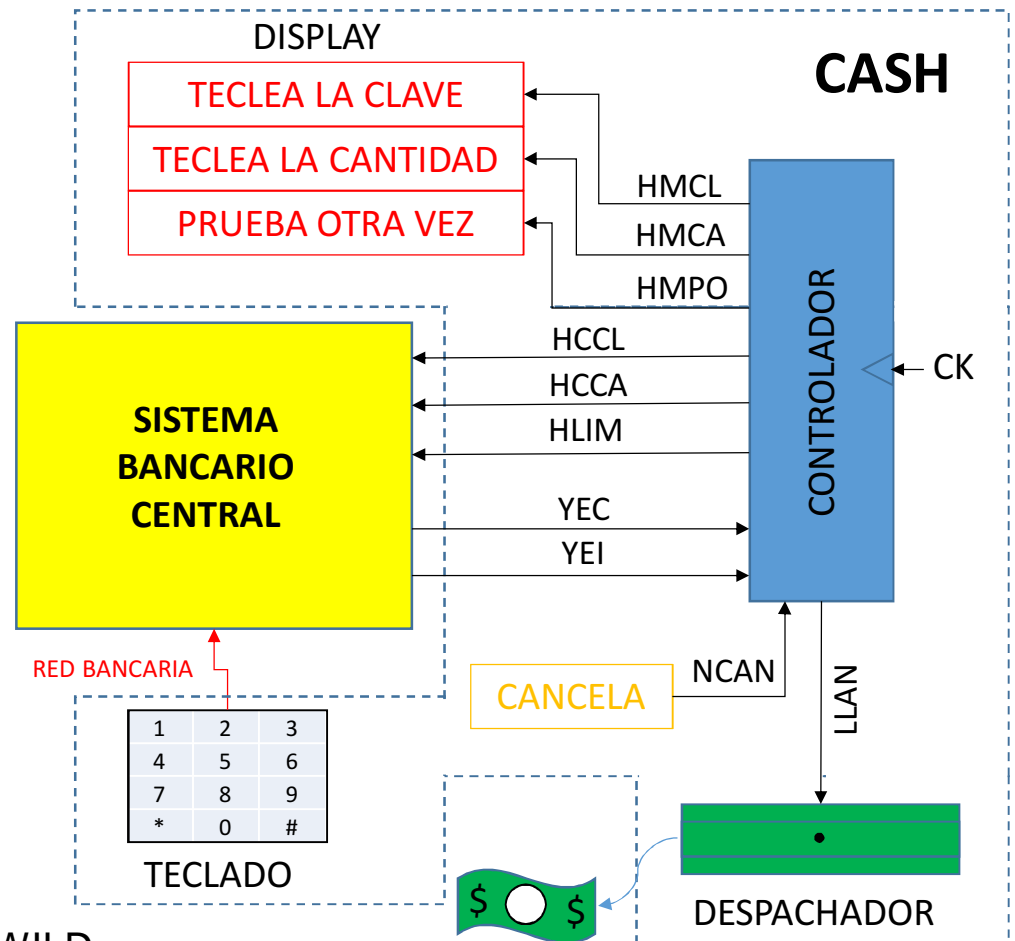 DISPLAY
CASH
TECLEA LA CLAVE
TECLEA LA CANTIDAD
PRUEBA OTRA VEZ
HMCL
HMCA
HMPO
CONTROLADOR
CK
HCCL
HCCA
HLIM
YEC
YEI
SISTEMA
BANCARIO
CENTRAL
RED BANCARIA
CANCELA
NCAN
LLAN
1 2 3
4 5 6
7 8 9
* 0 #
TECLADO
$ $
DESPACHADOR